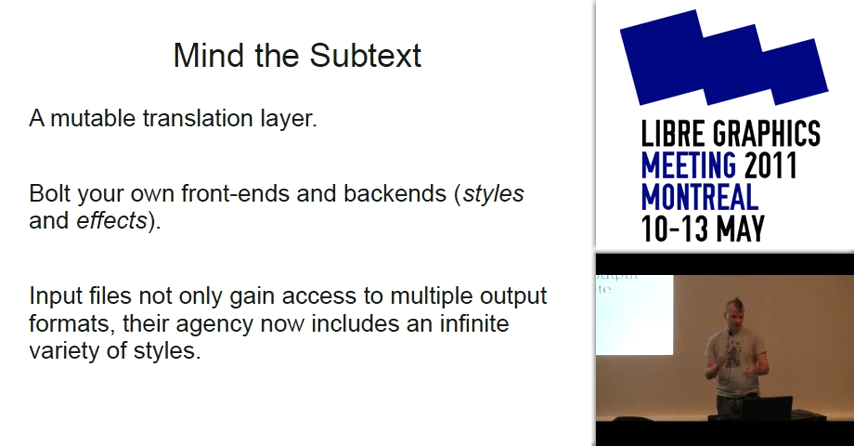 Mind the Subtext
A mutable translation layer.
Bolt your own front-ends and backends (styles
and effects).
Input files not only gain access to multiple output
formats, their agency now includes an infinite
variety of styles.
LIBRE GRAPHICS
MEETING 2011
MONTREAL
10-13 MAY